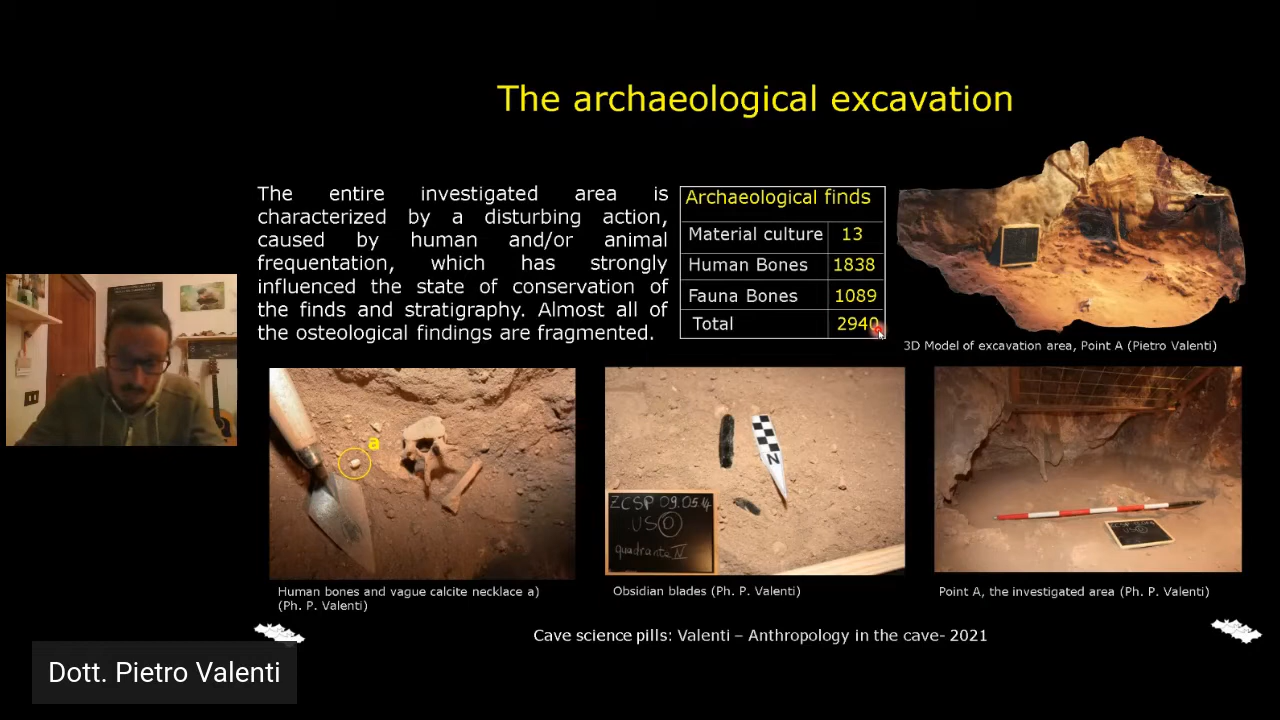 The archaeological excavation
The entire investigated area is
characterized by a disturbing action,
caused by human and/or animal
frequentation, which has strongly
influenced the state of conservation of
the finds and stratigraphy. Almost all of
the osteological findings are fragmented.
Archaeological finds
Material culture 13
Human Bones 1838
Fauna Bones 1089
Total 2940
3D Model of excavation area, Point A (Pietro Valenti)
a
Human bones and vague calcite necklace a)
(Ph. P. Valenti)
N
ZCSP 09.05.14
US 0
quadrante IV
Obsidian blades (Ph. P. Valenti)
Point A, the investigated area (Ph. P. Valenti)
Cave science pills: Valenti – Anthropology in the cave- 2021
Dott. Pietro Valenti